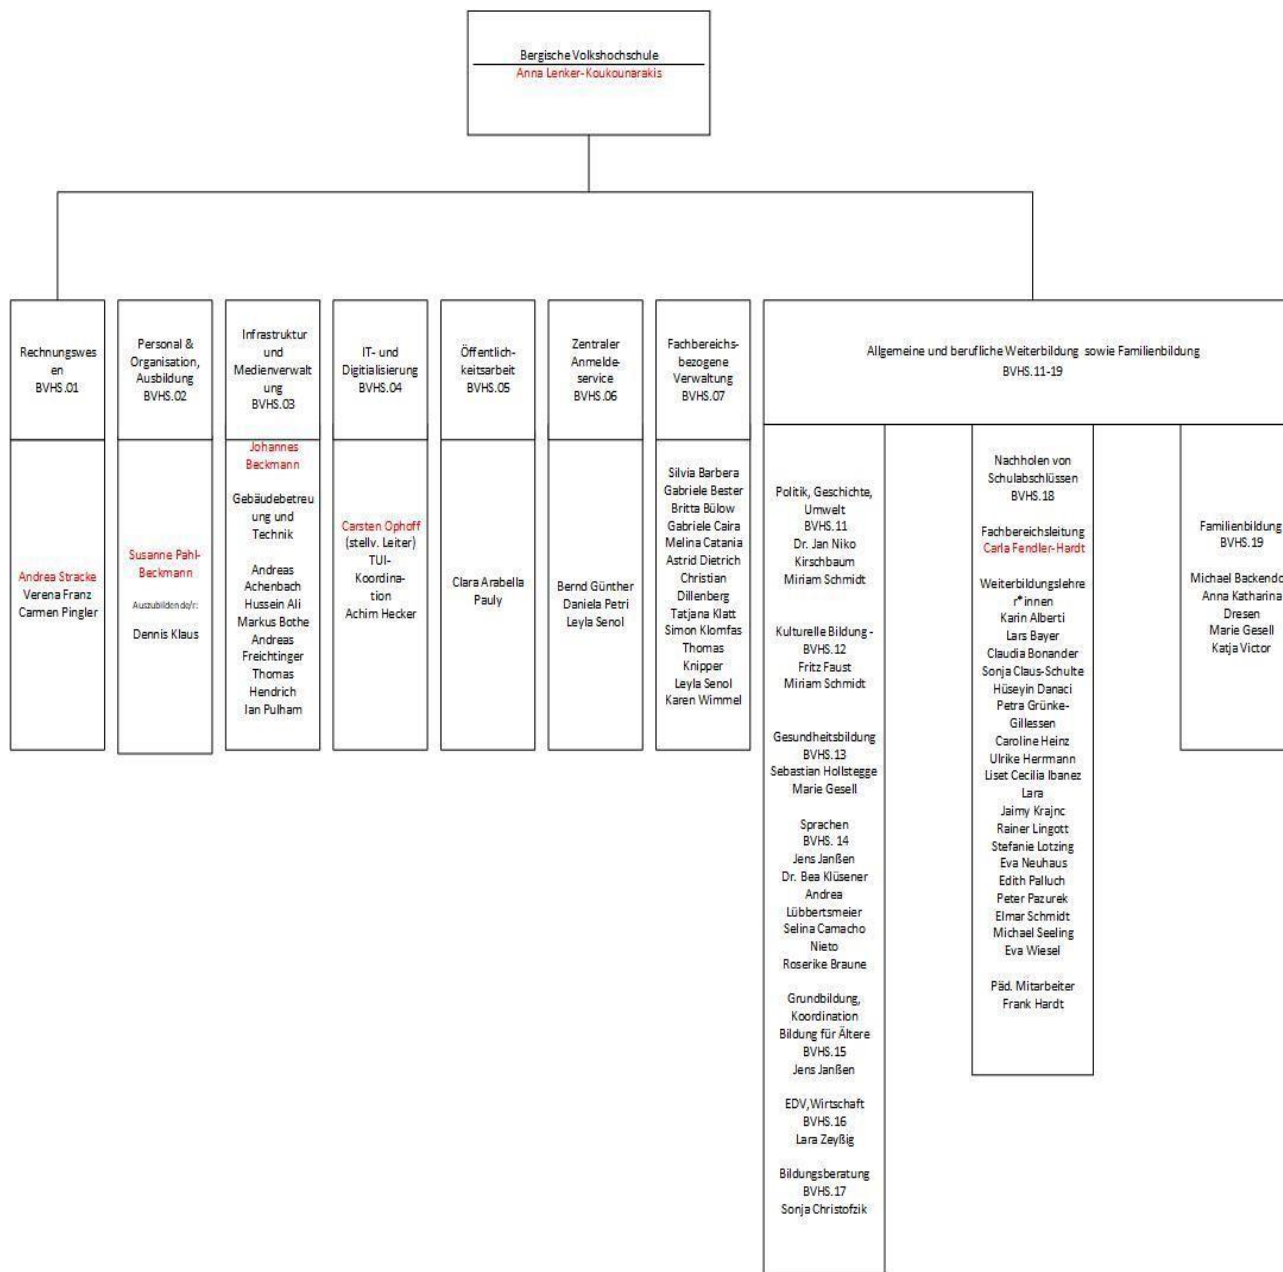 Bergische Volkshochschule
Anna Lenker-Koukounarakis
Rechnungswes
en
BVHS.01
Andrea Stracke
Verena Franz
Carmen Pingler
Personal &
Organisation,
Ausbildung
BVHS.02
Susanne Pahl-
Beckmann
Auszubildende/r:
Dennis Klaus
Infrastruktur
und
Medienverwalt
ung
BVHS.03
Johannes
Beckmann
Gebäudebetreu
ung und
Technik
Andreas
Achenbach
Hussein Ali
Markus Bothe
Andreas
Freichtinger
Thomas
Hendrich
Ian Pulham
IT- und
Digitialisierung
BVHS.04
Carsten Ophoff
(stellv. Leiter)
TUI-
Koordina-
tion
Achim Hecker
Öffentlich-
keitsarbeit
BVHS.05
Clara Arabella
Pauly
Zentraler
Anmelde-
service
BVHS.06
Bernd Günther
Daniela Petri
Leyla Senol
Fachbereichs-
bezogene
Verwaltung
BVHS.07
Silvia Barbera
Gabriele Bester
Britta Bülow
Gabriele Caira
Melina Catania
Astrid Dietrich
Christian
Dillenberg
Tatjana Klatt
Simon Klomfas
Thomas
Knipper
Leyla Senol
Karen Wimmel
Allgemeine und berufliche Weiterbildung sowie Familienbildung
BVHS.11-19
Politik, Geschichte,
Umwelt
BVHS.11
Dr. Jan Niko
Kirschbaum
Miriam Schmidt
Kulturelle Bildung -
BVHS.12
Fritz Faust
Miriam Schmidt
Gesundheitsbildung
BVHS.13
Sebastian Hollstegge
Marie Gesell
Sprachen
BVHS. 14
Jens Janßen
Dr. Bea Klüsener
Andrea
Lübbertsmeier
Selina Camacho
Nieto
Roserike Braune
Grundbildung,
Koordination
Bildung für Ältere
BVHS.15
Jens Janßen
EDV,Wirtschaft
BVHS.16
Lara Zeyßig
Bildungsberatung
BVHS.17
Sonja Christofzik
Nachholen von
Schulabschlüssen
BVHS.18
Fachbereichsleitung
Carla Fendler-Hardt
Weiterbildungslehre
r*innen
Karin Alberti
Lars Bayer
Claudia Bonander
Sonja Claus-Schulte
Hüseyin Danaci
Petra Grünke-
Gillessen
Caroline Heinz
Ulrike Herrmann
Liset Cecilia Ibanez
Lara
Jaimy Krajnc
Rainer Lingott
Stefanie Lotzing
Eva Neuhaus
Edith Palluch
Peter Pazurek
Elmar Schmidt
Michael Seeling
Eva Wiesel
Päd. Mitarbeiter
Frank Hardt
Familienbildung
BVHS.19
Michael
Anna Katharina
Dresen
Marie Gesell
Katja Victor